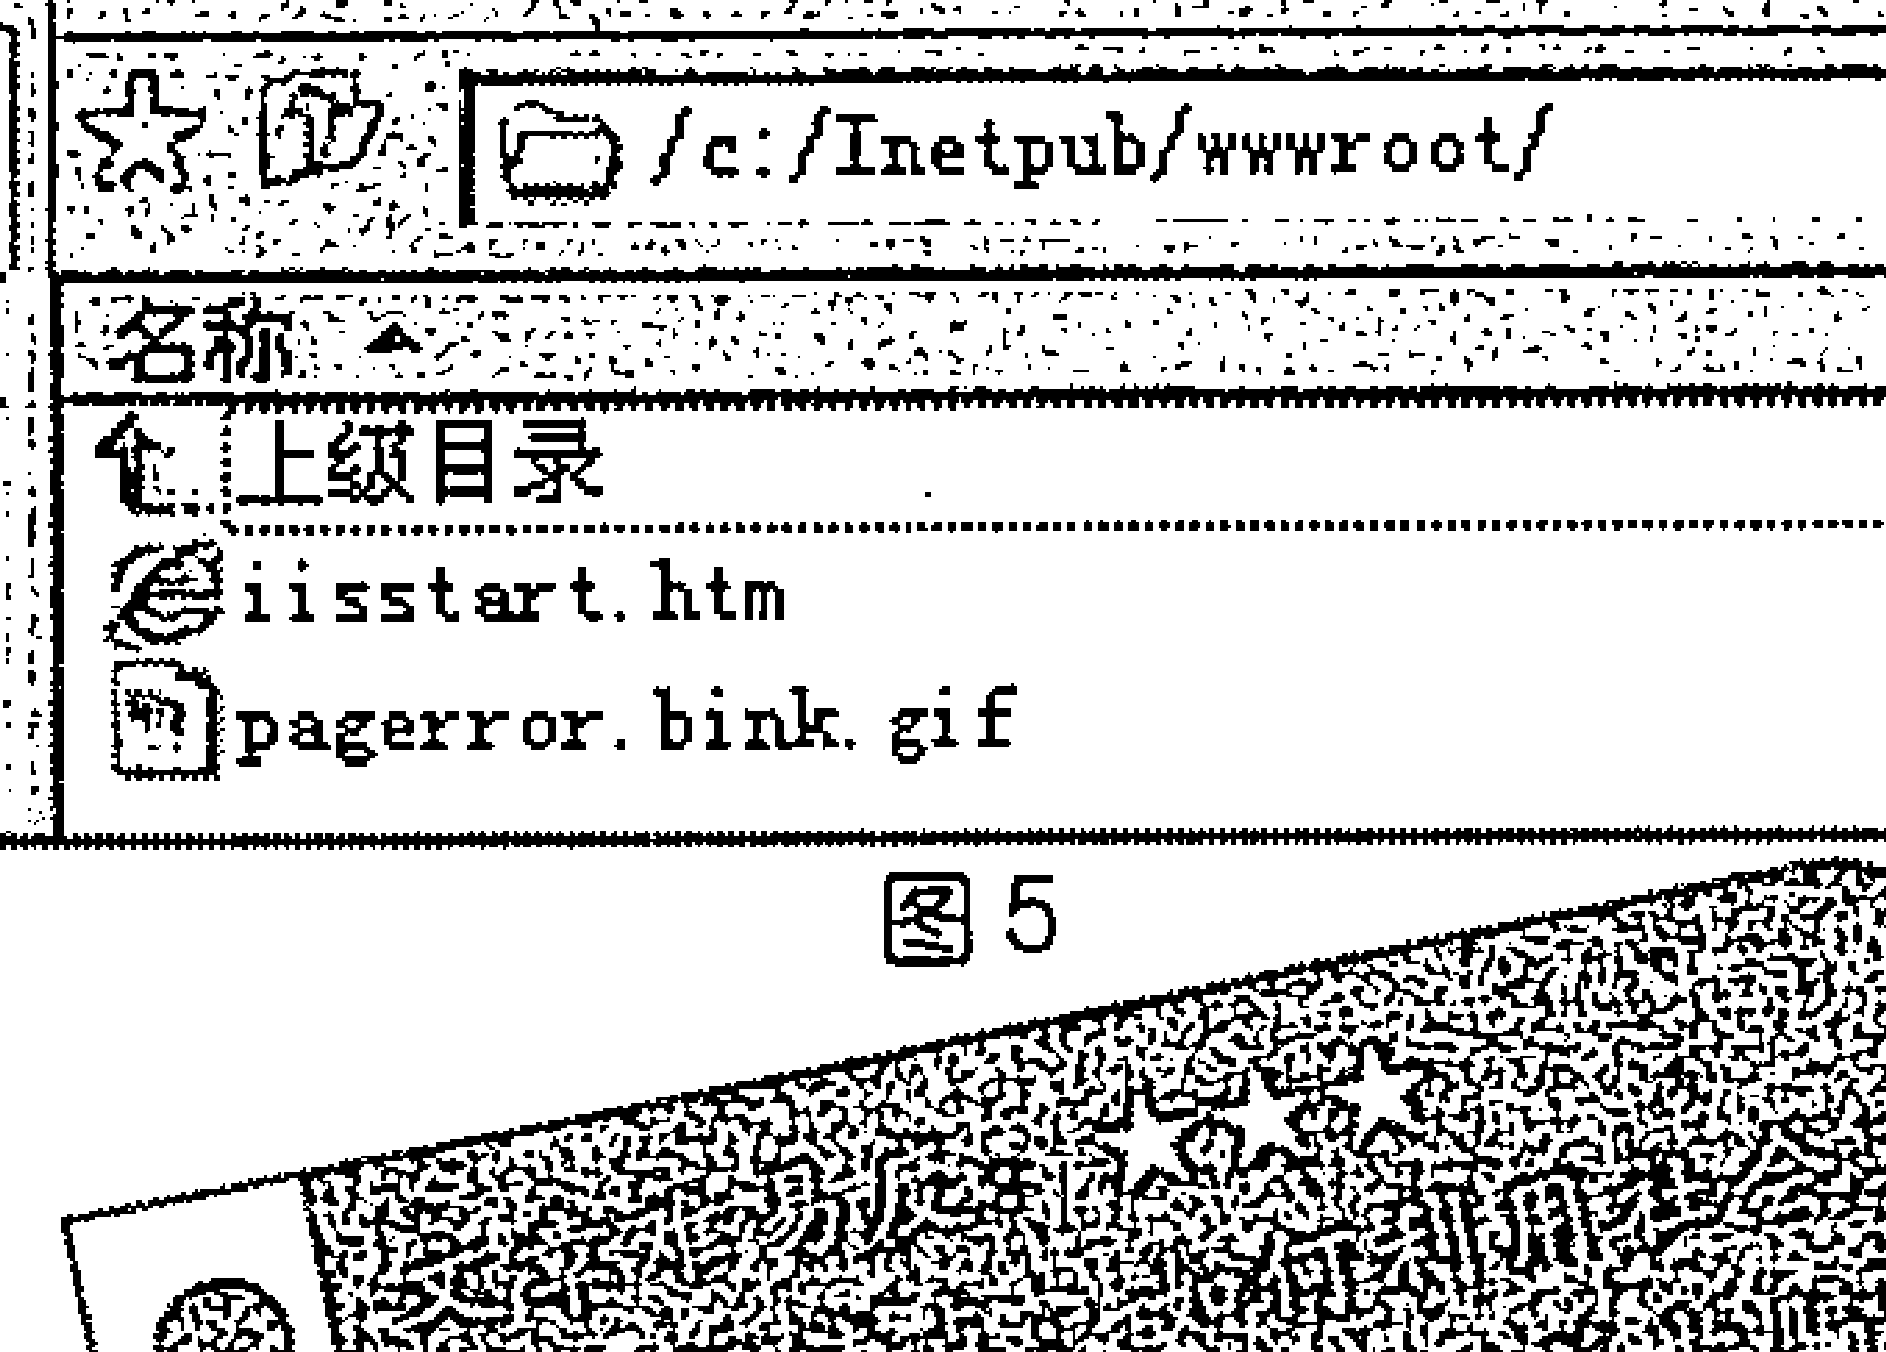 /c:/Inetpub/wwwroot/
名称
上级目录
iisstart.htm
pagerror.bink.gif
图 5